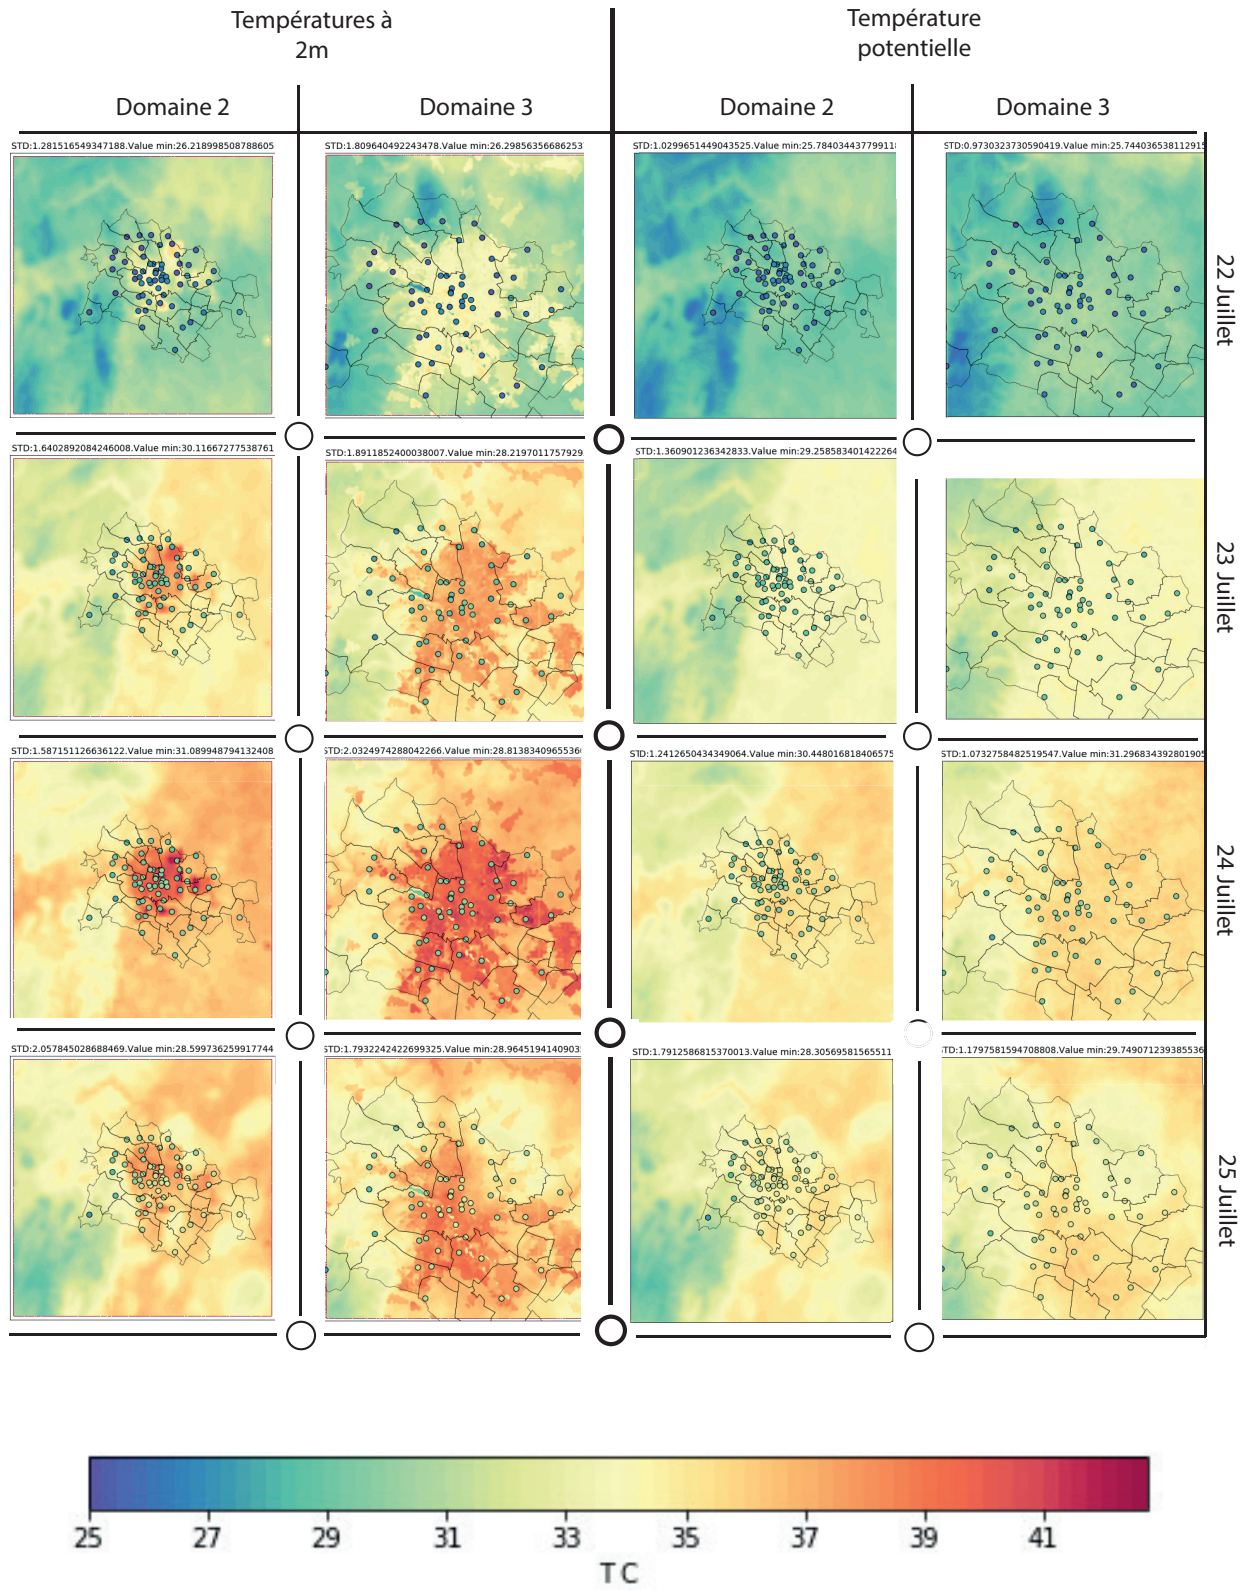 Températures à
2m
Température
potentielle
Domaine 2
Domaine 3
Domaine 2
Domaine 3
STD:1.281516549347188.Value min:26.218998508788605
STD:1.809640492243478.Value min:26.29856356686253
STD:1.0299651449043525.Value min:25.784034437799118
STD:0.9730323730590419.Value min:25.744036538112915
22 Juillet
STD:1.6402892084246008.Value min:30.11667277538761
STD:1.8911852400038007.Value min:28.2197011757929
STD:1.360901236342833.Value min:29.258583401422264
23 Juillet
STD:1.587151126636122.Value min:31.089948794132408
STD:2.0324974288042266.Value min:28.813834096553
STD:1.2412650434349064.Value min:30.448016818406575
STD:1.0732758482519547.Value min:31.296834392801905
24 Juillet
STD:2.057845028688469.Value min:28.599736259917744
STD:1.7932242422699325.Value min:28.964519414090
STD:1.7912586815370013.Value min:28.30569581565511
STD:1.1797581594708808.Value min:29.749071239385536
25 Juillet
25 27 29 31 33 35 37 39 41
T C